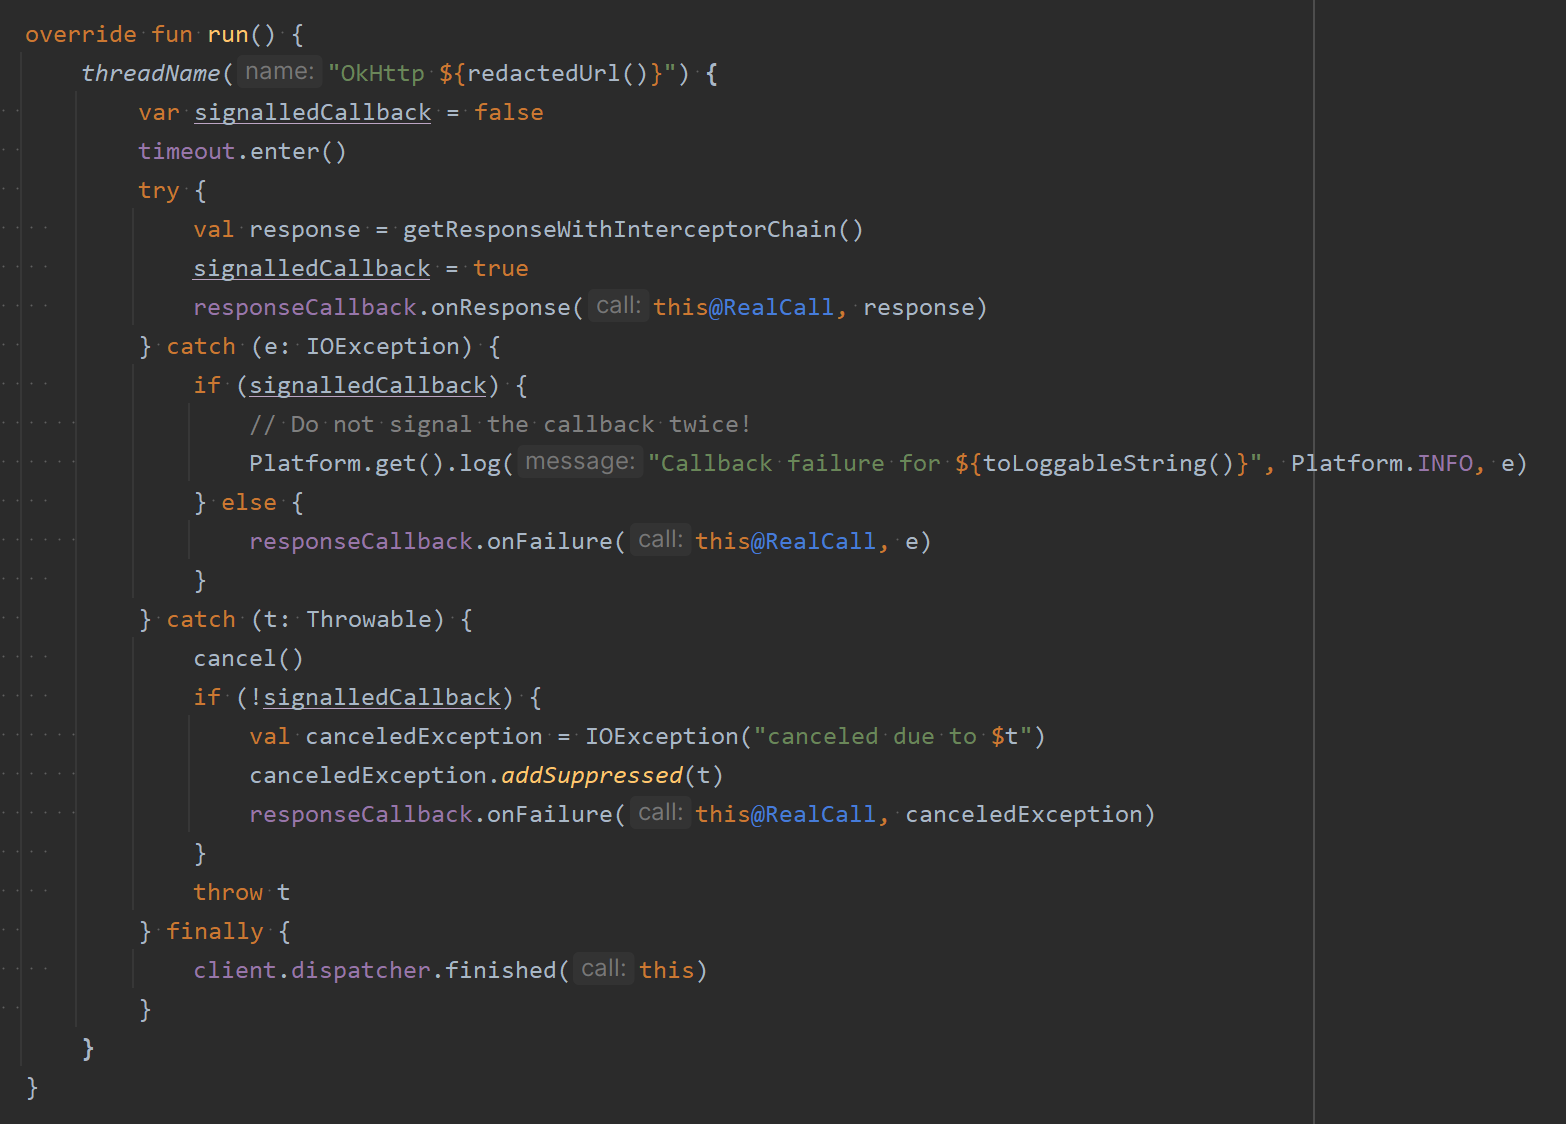 override fun run() {
threadName( name: "OkHttp ${redactedUrl()}") {
var signalledCallback = false
timeout.enter()
try {
val response = getResponseWithInterceptorChain()
signalledCallback = true
responseCallback.onResponse( call: this@RealCall, response)
} catch (e: IOException) {
if (signalledCallback) {
// Do not signal the callback twice!
Platform.get().log( message: "Callback failure for ${toLoggableString()}", Platform.INFO, e)
} else {
responseCallback.onFailure( call: this@RealCall, e)
}
} catch (t: Throwable) {
cancel()
if (!signalledCallback) {
val canceledException = IOException("canceled due to $t")
canceledException.addSuppressed(t)
responseCallback.onFailure( call: this@RealCall, canceledException)
}
throw t
} finally {
client.dispatcher.finished( call: this)
}
}
}